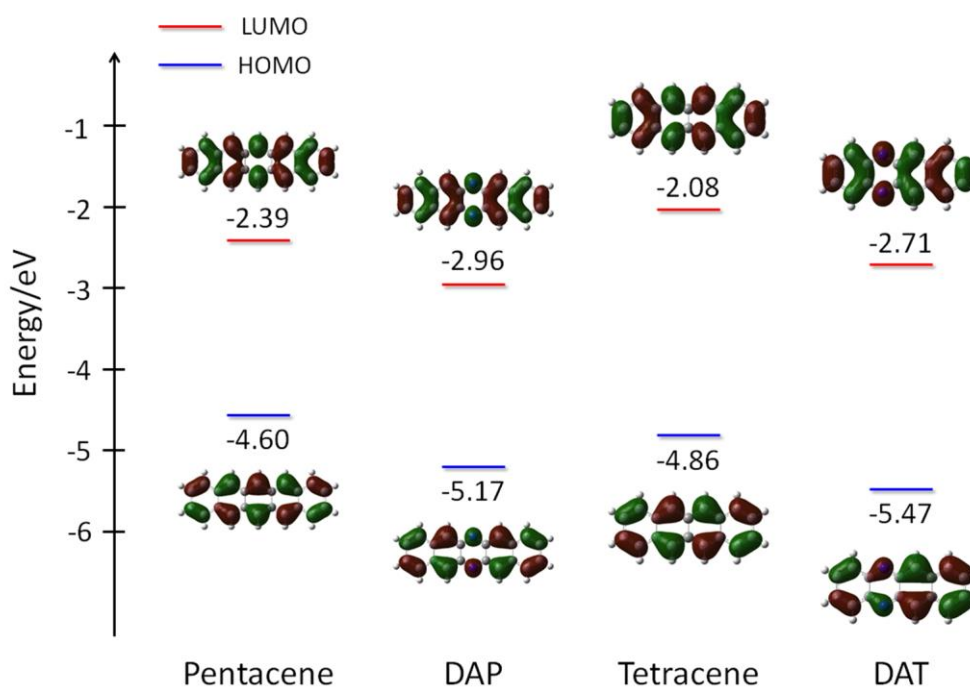 LUMO
HOMO
Energy/eV
-1
-2
-3
-4
-5
-6
-2.39
-2.96
-2.08
-2.71
-4.60
-5.17
-4.86
-5.47
Pentacene
DAP
Tetracene
DAT